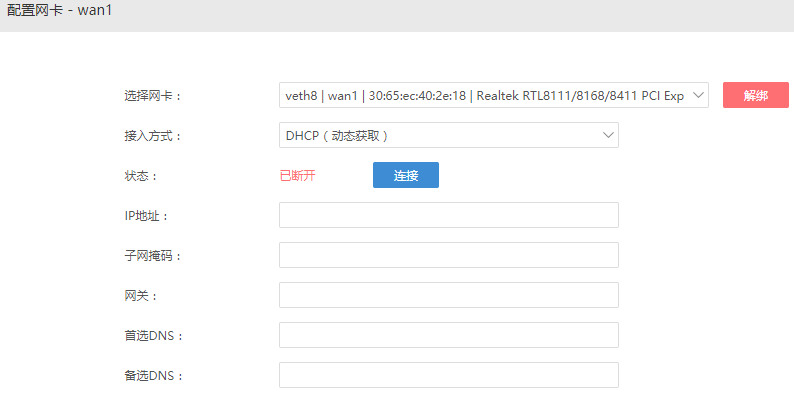 配置网卡 - wan1
选择网卡： veth8 | wan1 | 30:65:ec:40:2e:18 | Realtek RTL8111/8168/8411 PCI Exp 解绑
接入方式： DHCP（动态获取）
状态： 已断开 连接
IP地址：
子网掩码：
网关：
首选DNS：
备选DNS：